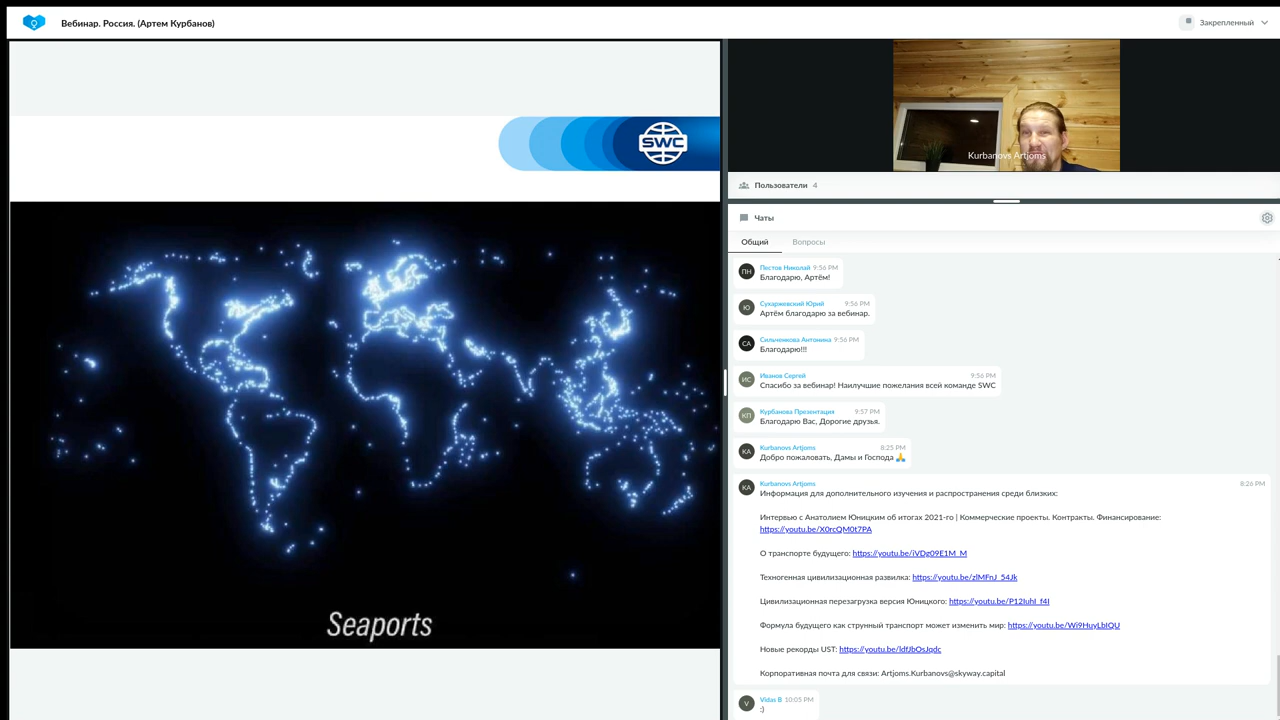 Вебинар. Россия. (Артем Курбанов)
Закрепленный
SWC
Seaports
Kurbanovs Artjoms
Пользователи 4
Чаты
Общий Вопросы
ПН Пестов Николай 9:56 PM
Благодарю, Артём!
Ю Сухаржевский Юрий 9:56 PM
Артём благодарю за вебинар.
СА Сильченкова Антонина 9:56 PM
Благодарю!!!
ИС Иванов Сергей 9:56 PM
Спасибо за вебинар! Наилучшие пожелания всей команде SWC
КП Курбанова Презентация 9:57 PM
Благодарю Вас, Дорогие друзья.
KA Kurbanovs Artjoms 8:25 PM
Добро пожаловать, Дамы и Господа 🙏
KA Kurbanovs Artjoms 8:26 PM
Информация для дополнительного изучения и распространения среди близких:
Интервью с Анатолием Юницким об итогах 2021-го | Коммерческие проекты. Контракты. Финансирование:
https://youtu.be/X0rcQM0t7PA
О транспорте будущего: https://youtu.be/iVDg09E1M_M
Техногенная цивилизационная развилка: https://youtu.be/zlMFnJ_54Jk
Цивилизационная перезагрузка версия Юницкого: https://youtu.be/P12IuhI_f4I
Формула будущего как струнный транспорт может изменить мир: https://youtu.be/Wi9HuyLbIQU
Новые рекорды UST: https://youtu.be/ldfJbOsJqdc
Корпоративная почта для связи: Artjoms.Kurbanovs@skyway.capital
V Vidas B 10:05 PM
:)